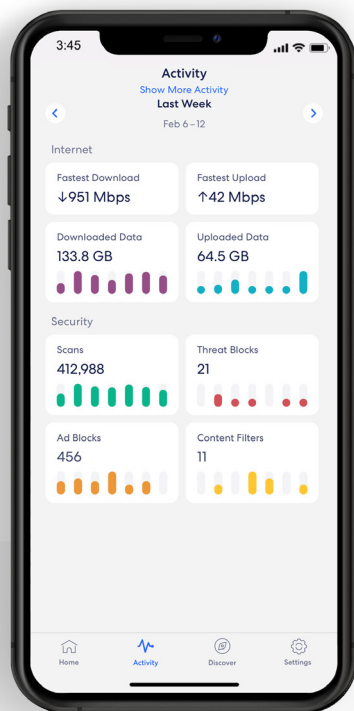 3:45
Activity
Show More Activity
Last Week
Feb 6 – 12
Internet
Fastest Download
↓951 Mbps
Fastest Upload
↑42 Mbps
Downloaded Data
133.8 GB
Uploaded Data
64.5 GB
Security
Scans
412,988
Threat Blocks
21
Ad Blocks
456
Content Filters
11
Home
Activity
Discover
Settings